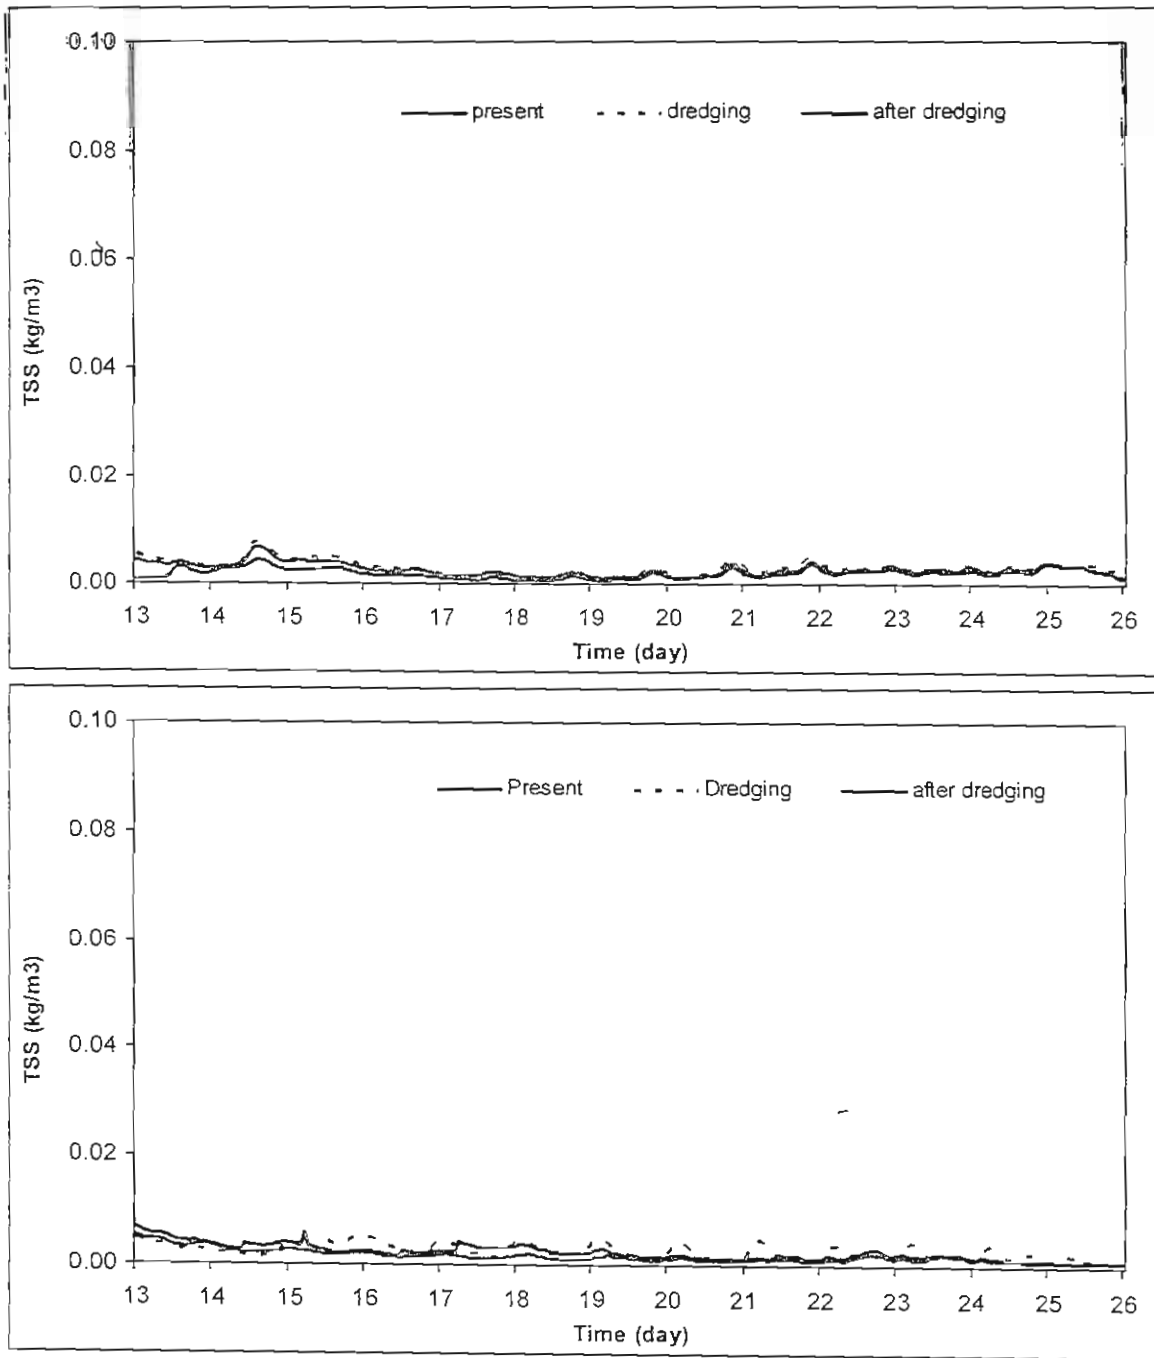 0.10
present dredging after dredging
0.08
0.06
TSS (kg/m3)
0.04
0.02
0.00
13 14 15 16 17 18 19 20 21 22 23 24 25 26
Time (day)
0.10
Present Dredging after dredging
0.08
0.06
TSS (kg/m3)
0.04
0.02
0.00
13 14 15 16 17 18 19 20 21 22 23 24 25 26
Time (day)